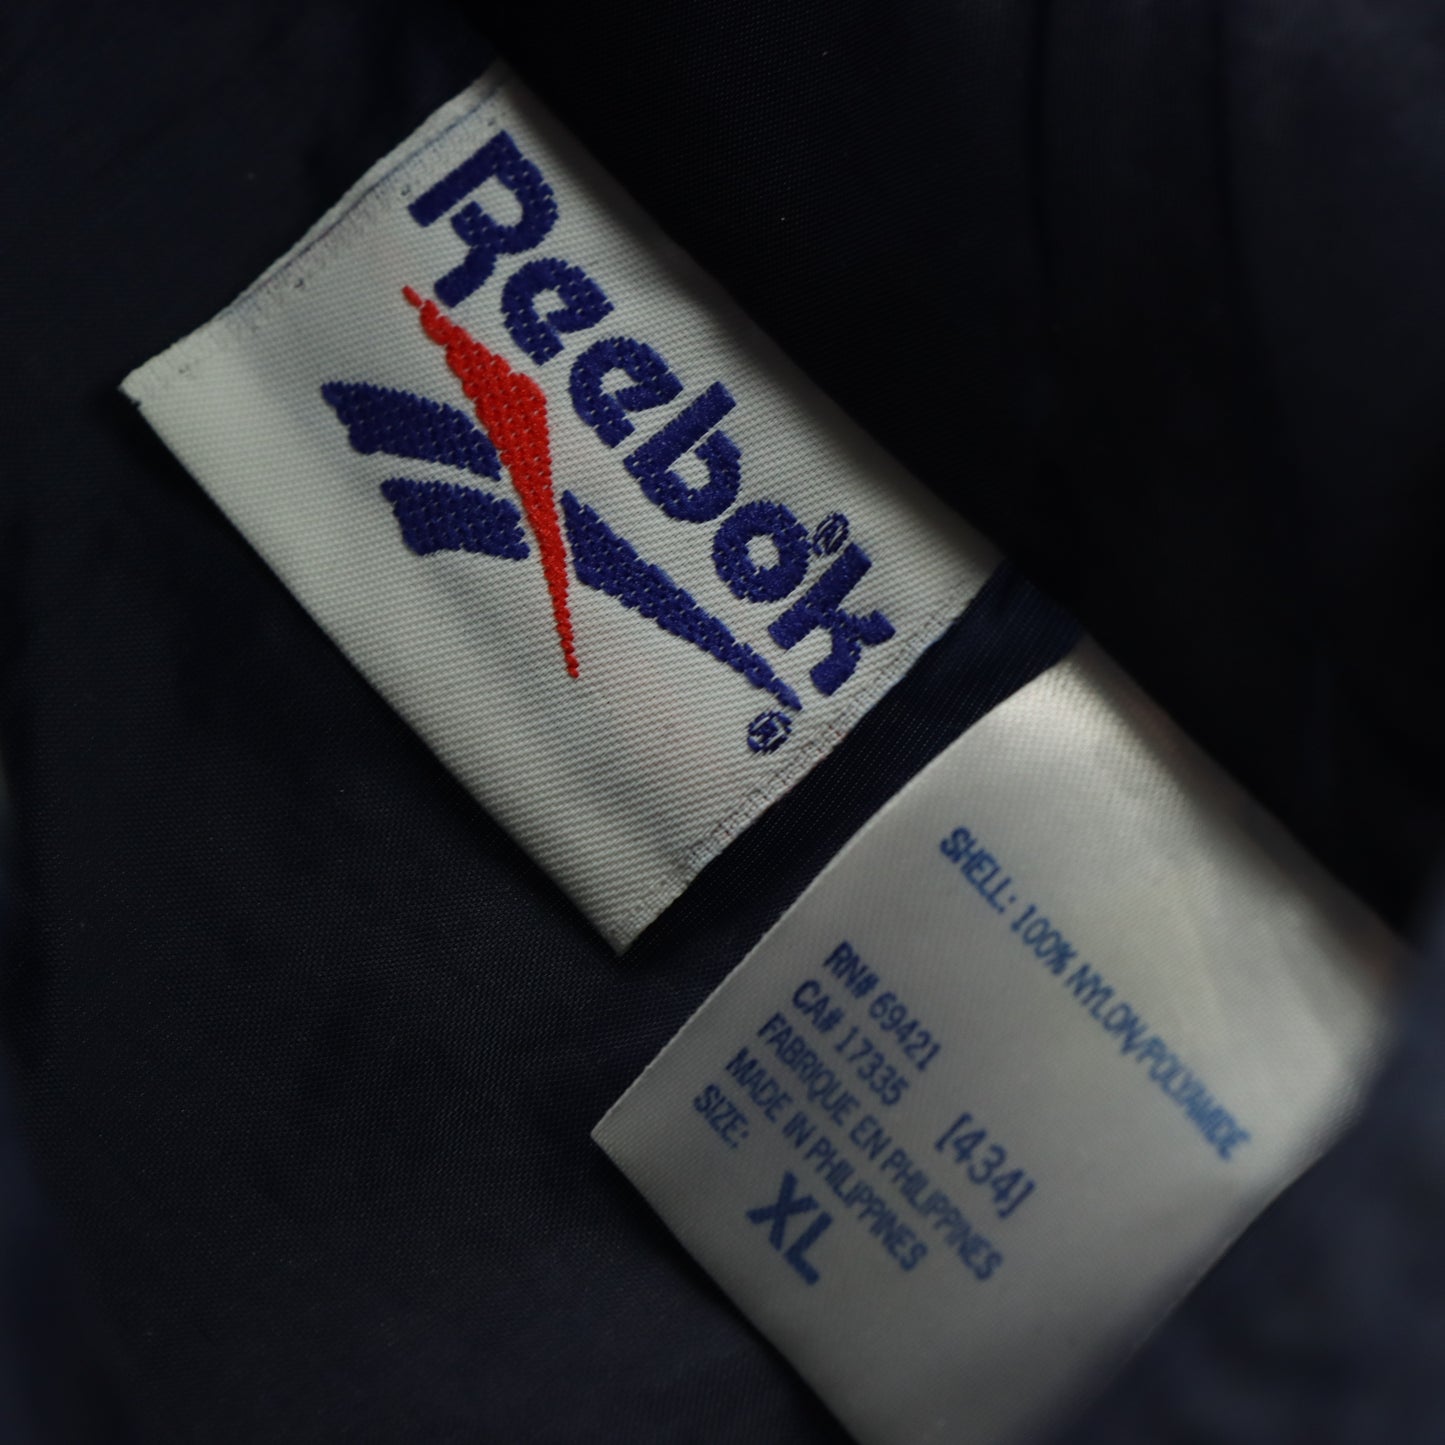 Reebok®
®
SHELL: 100% NYLON/POLYAMIDE
RN# 69421
CA# 17335 [434]
FABRIQUE EN PHILIPPINES
MADE IN PHILIPPINES
SIZE: XL